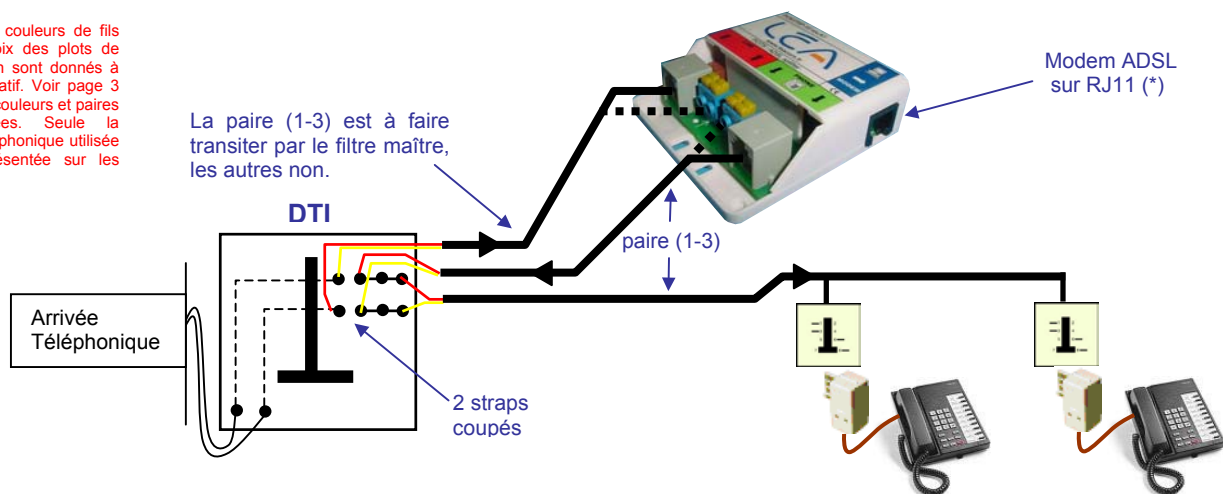 couleurs de fils
oix des plots de
n sont donnés à
atif. Voir page 3
couleurs et paires
es. Seule la
phonique utilisée
ésentée sur les
La paire (1-3) est à faire
transiter par le filtre maître,
les autres non.
LEA
Modem ADSL
sur RJ11 (*)
DTI
paire (1-3)
Arrivée
Téléphonique
2 straps
coupés